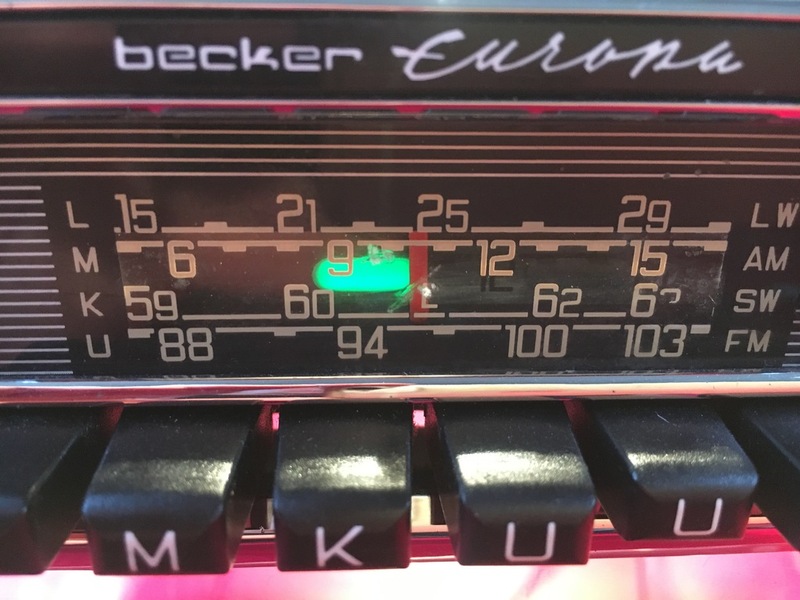 becker Europa
L 15 21 25 29 LW
M 6 9 12 15 AM
K 59 60 62 SW
U 88 94 100 103 FM
M K U U